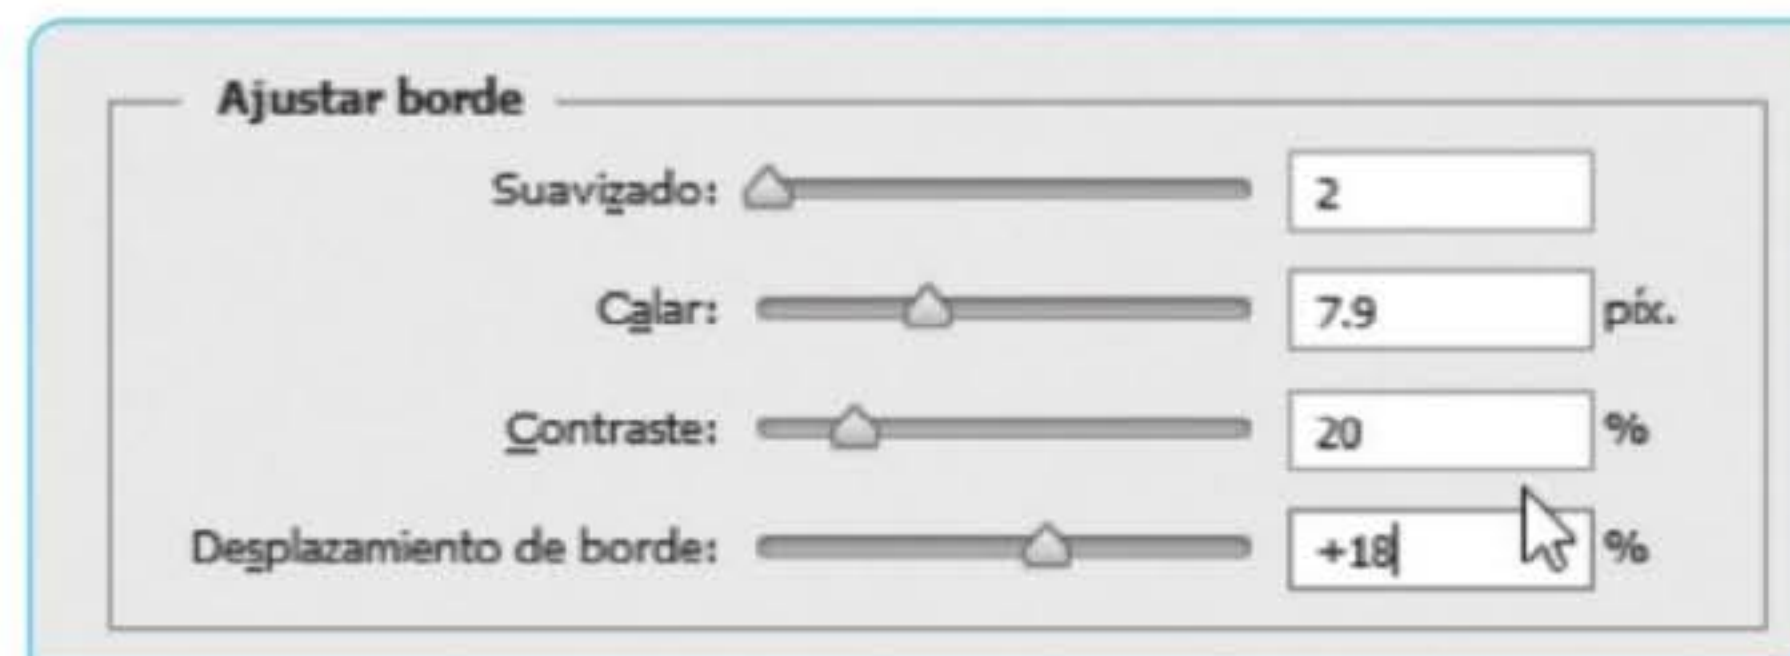 Ajustar borde
Suavizado: 2
Calar: 7.9 píx.
Contraste: 20 %
Desplazamiento de borde: +18 %